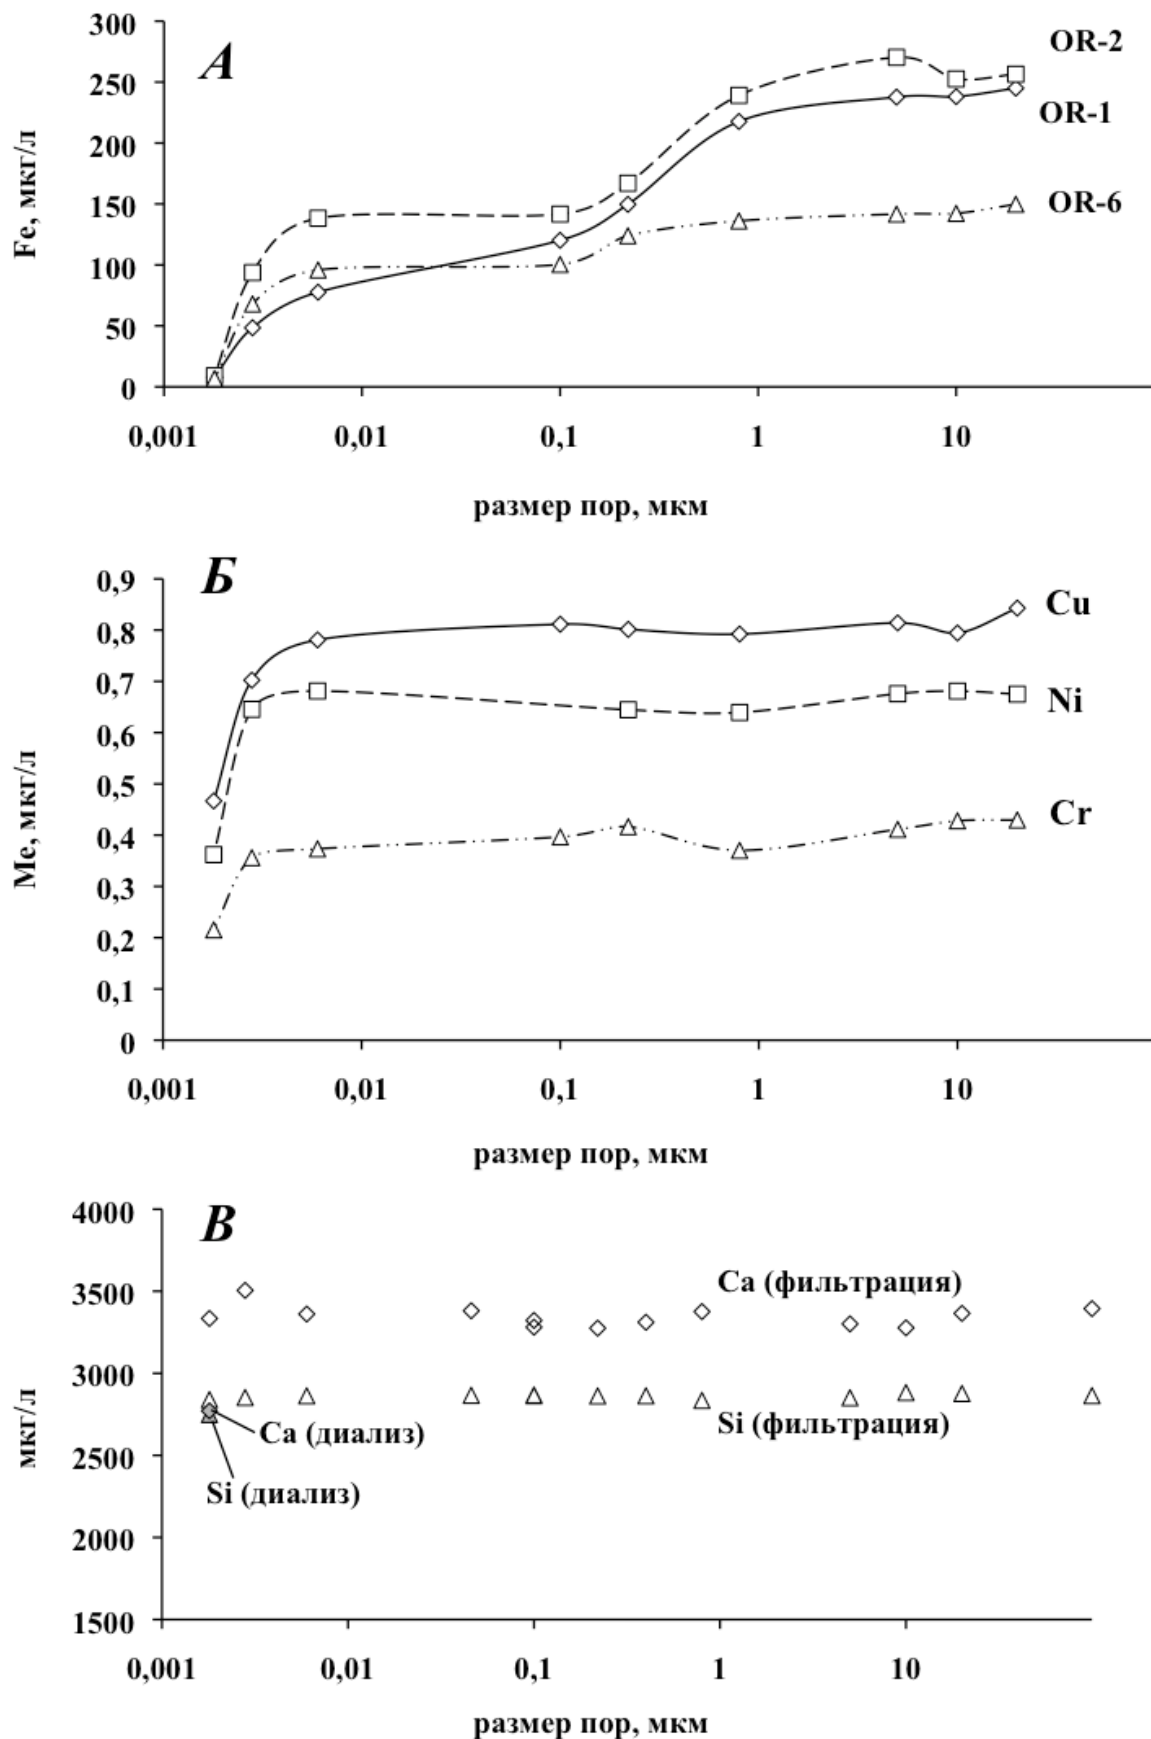 300
А
OR-2
250
OR-1
200
Fe, мкг/л
150
OR-6
100
50
0
0,001 0,01 0,1 1 10
размер пор, мкм
0,9
Б
Cu
0,8
0,7
Ni
0,6
Ме, мкг/л
0,5
0,4
Cr
0,3
0,2
0,1
0
0,001 0,01 0,1 1 10
размер пор, мкм
4000
В
3500
Ca (фильтрация)
3000
мкг/л
Si (фильтрация)
Ca (диализ)
2500
Si (диализ)
2000
1500
0,001 0,01 0,1 1 10
размер пор, мкм